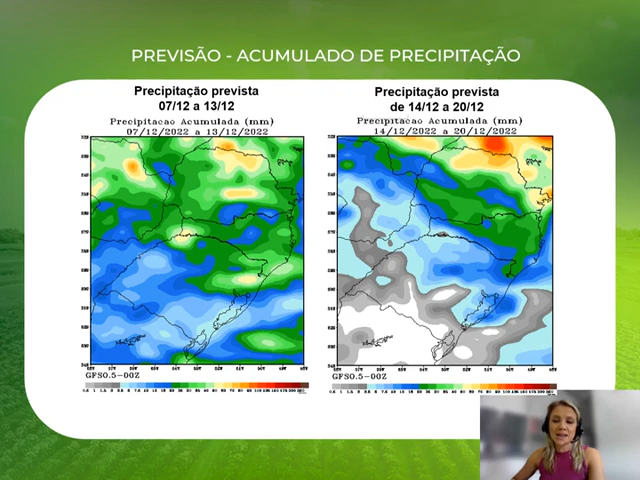 PREVISÃO - ACUMULADO DE PRECIPITAÇÃO
Precipitação prevista
07/12 a 13/12
Precipitacao Acumulada (mm)
07/12/2022 a 13/12/2022
GFS0.5-00Z
Precipitação prevista
de 14/12 a 20/12
Precipitacao Acumulada (mm)
14/12/2022 a 20/12/2022
GFS0.5-00Z